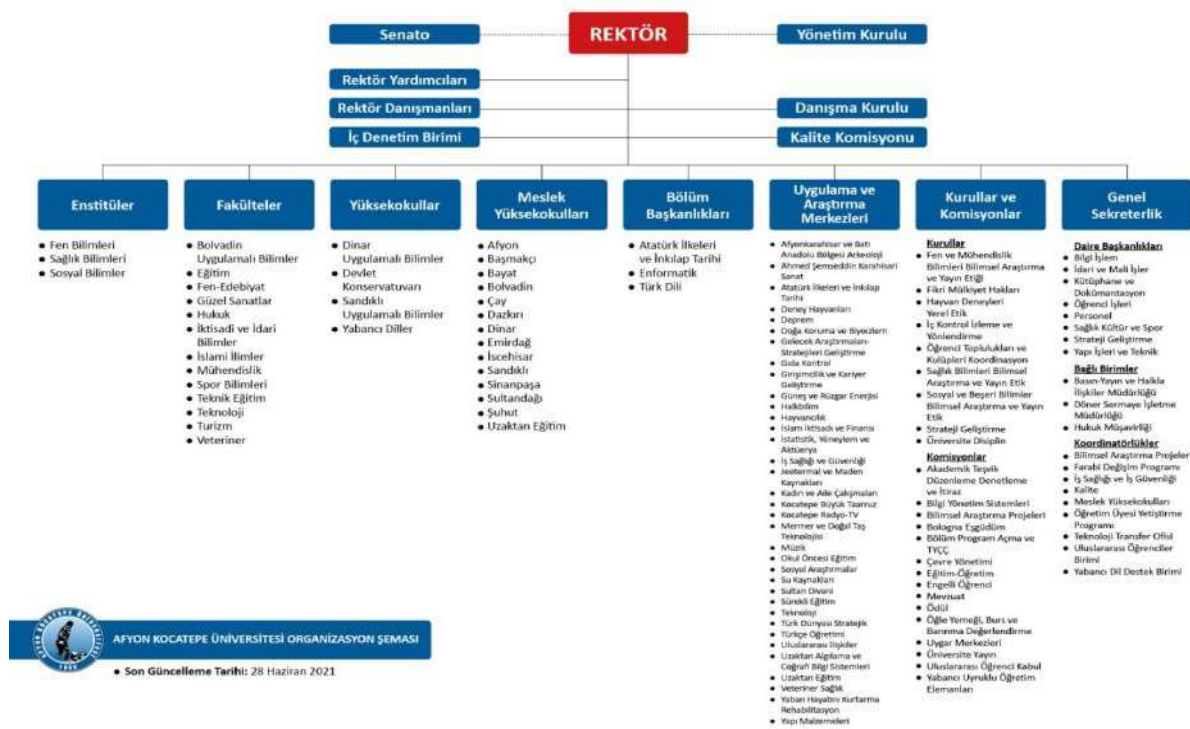 Senato
REKTÖR
Yönetim Kurulu
Rektör Yardımcıları
Rektör Danışmanları
Danışma Kurulu
İç Denetim Birimi
Kalite Komisyonu
Enstitüler
• Fen Bilimleri
• Sağlık Bilimleri
• Sosyal Bilimler
Fakülteler
• Bolvadin
Uygulamalı Bilimler
• Eğitim
• Fen-Edebiyat
• Güzel Sanatlar
• Hukuk
• İktisadi ve İdari
Bilimler
• İslami İlimler
• Mühendislik
• Spor Bilimleri
• Teknik Eğitim
• Teknoloji
• Turizm
• Veteriner
Yüksekokullar
• Dinar
Uygulamalı Bilimler
• Devlet
Konservatuvarı
• Sandıklı
Uygulamalı Bilimler
• Yabancı Diller
Meslek
Yüksekokulları
• Afyon
• Başmakçı
• Bayat
• Bolvadin
• Çay
• Dazkırı
• Dinar
• Emirdağ
• İscehisar
• Sandıklı
• Sinanpaşa
• Sultandağı
• Şuhut
• Uzaktan Eğitim
Bölüm
Başkanlıkları
• Atatürk İlkeleri
ve İnkılap Tarihi
• Enformatik
• Türk Dili
Uygulama ve
Araştırma
Merkezleri
• Afyonkarahisar ve Batı
Anadolu Bölgesi Arkeoloji
• Ahmed Şemseddin Karahisari
Sanat
• Atatürk İlkeleri ve İnkılap
Tarihi
• Deney Hayvanları
• Deprem
• Doğa Koruma ve Biyoizlem
• Gelecek Araştırmaları-
Stratejileri Geliştirme
• Gıda Kontrol
• Girişimcilik ve Kariyer
Geliştirme
• Güneş ve Rüzgar Enerjisi
• Halkbilim
• Hayvancılık
• İslam İktisadı ve Finansı
• İstatistik, Yöneylem ve
Aktüerya
• İş Sağlığı ve Güvenliği
• Jeotermal ve Maden
Kaynakları
• Kadın ve Aile Çalışmaları
• Kocatepe Büyük Taarruz
• Kocatepe Radyo-TV
• Mermer ve Doğal Taş
Teknolojisi
• Müzik
• Okul Öncesi Eğitim
• Sosyal Araştırmalar
• Su Kaynakları
• Sultan Divani
• Sürekli Eğitim
• Teknoloji
• Türk Dünyası Stratejik
• Türkçe Öğretimi
• Uluslararası İlişkiler
• Uzaktan Algılama ve
Coğrafi Bilgi Sistemleri
• Uzaktan Eğitim
• Veteriner Sağlık
• Yaban Hayatını Kurtarma
Rehabilitasyon
• Yapı Malzemeleri
Kurullar ve
Komisyonlar
Kurullar
• Fen ve Mühendislik
Bilimleri Bilimsel Araştırma
ve Yayın Etiği
• Fikri Mülkiyet Hakları
• Hayvan Deneyleri
Yerel Etik
• İç Kontrol İzleme ve
Yönlendirme
• Öğrenci Toplulukları ve
Kulüpleri Koordinasyon
• Sağlık Bilimleri Bilimsel
Araştırma ve Yayın Etik
• Sosyal ve Beşeri Bilimler
Bilimsel Araştırma ve Yayın
Etik
• Strateji Geliştirme
• Üniversite Disiplin
Komisyonlar
• Akademik Teşvik
Düzenleme Denetleme
ve İtiraz
• Bilgi Yönetim Sistemleri
• Bilimsel Araştırma Projeleri
• Bologna Eşgüdüm
• Bölüm Program Açma ve
TYÇÇ
• Çevre Yönetimi
• Eğitim-Öğretim
• Engelli Öğrenci
• Mevzuat
• Ödül
• Öğle Yemeği, Burs ve
Barınma Değerlendirme
• Uygar Merkezleri
• Üniversite Yayın
• Uluslararası Öğrenci Kabul
• Yabancı Uyruklu Öğretim
Elemanları
Genel
Sekreterlik
Daire Başkanlıkları
• Bilgi İşlem
• İdari ve Mali İşler
• Kütüphane ve
Dokümantasyon
• Öğrenci İşleri
• Personel
• Sağlık Kültür ve Spor
• Strateji Geliştirme
• Yapı İşleri ve Teknik
Bağlı Birimler
• Basın-Yayın ve Halkla
İlişkiler Müdürlüğü
• Döner Sermaye İşletme
Müdürlüğü
• Hukuk Müşavirliği
Koordinatörlükler
• Bilimsel Araştırma Projeler
• Farabi Değişim Programı
• İş Sağlığı ve İş Güvenliği
• Kalite
• Meslek Yüksekokulları
• Öğretim Üyesi Yetiştirme
Programı
• Teknoloji Transfer Ofisi
• Uluslararası Öğrenciler
Birimi
• Yabancı Dil Destek Birimi
AFYON KOCATEPE ÜNİVERSİTESİ ORGANİZASYON ŞEMASI
• Son Güncelleme Tarihi: 28 Haziran 2021